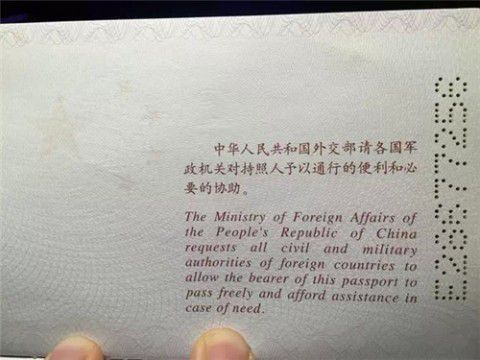 中华人民共和国外交部请各国军
政机关对持照人予以通行的便利和必
要的协助。
The Ministry of Foreign Affairs of
the People's Republic of China
requests all civil and military
authorities of foreign countries to
allow the bearer of this passport to
pass freely and afford assistance in
case of need.